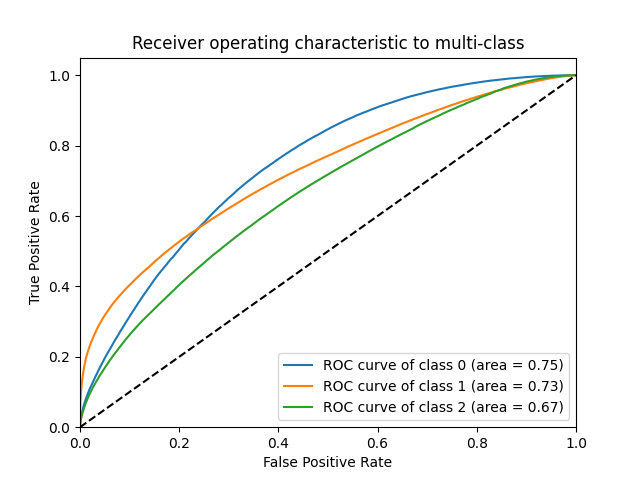 Receiver operating characteristic to multi-class
True Positive Rate
1.0
0.8
0.6
0.4
0.2
0.0
ROC curve of class 0 (area = 0.75)
ROC curve of class 1 (area = 0.73)
ROC curve of class 2 (area = 0.67)
0.0 0.2 0.4 0.6 0.8 1.0
False Positive Rate